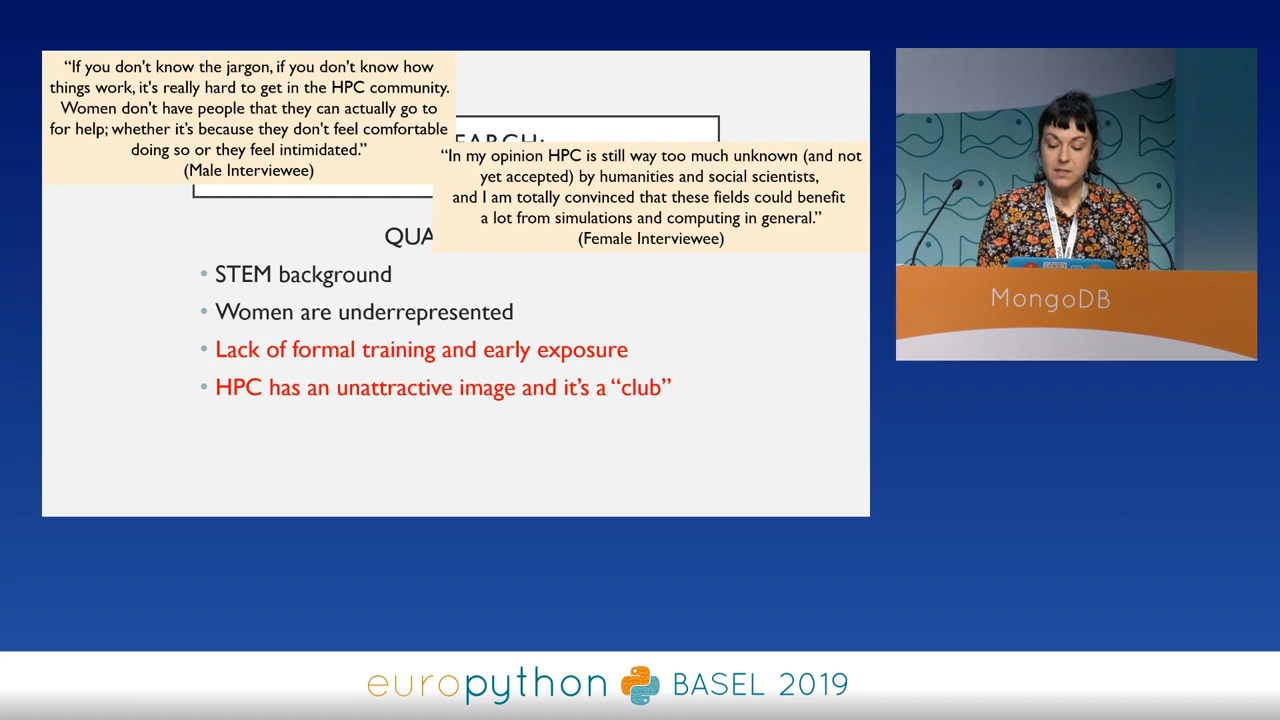 “If you don't know the jargon, if you don't know how
things work, it's really hard to get in the HPC community.
Women don't have people that they can actually go to
for help; whether it’s because they don't feel comfortable
doing so or they feel intimidated.”
(Male Interviewee)
“In my opinion HPC is still way too much unknown (and not
yet accepted) by humanities and social scientists,
and I am totally convinced that these fields could benefit
a lot from simulations and computing in general.”
(Female Interviewee)
QUA
• STEM background
• Women are underrepresented
• Lack of formal training and early exposure
• HPC has an unattractive image and it’s a “club”
MongoDB
europython BASEL 2019